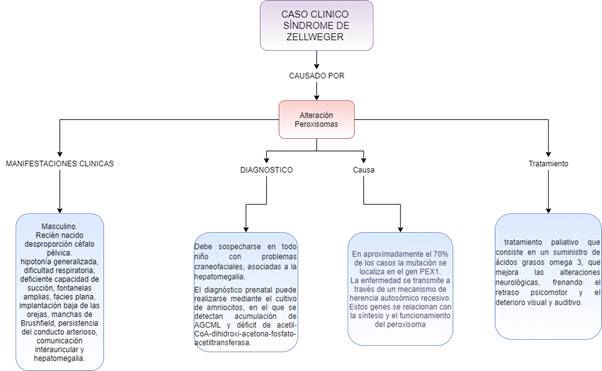 CASO CLINICO
SÍNDROME DE
ZELLWEGER
CAUSADO POR
Alteración
Peroxisomas
MANIFESTACIONES CLINICAS
DIAGNOSTICO
Causa
Tratamiento
Masculino.
Recién nacido
desproporción céfalo
pélvica.
hipotonía generalizada,
dificultad respiratoria,
deficiente capacidad de
succión, fontanelas
amplias, facies plana,
implantación baja de las
orejas, manchas de
Brushfield, persistencia
del conducto arterioso,
comunicación
interauricular y
hepatomegalia.
Debe sospecharse en todo
niño con problemas
craneofaciales, asociadas a la
hepatomegalia.
El diagnóstico prenatal puede
realizarse mediante el cultivo
de amniocitos, en el que se
detectan acumulación de
AGCML y déficit de acetil-
CoA-dihidroxi-acetona-fosfato-
acetiltransferasa.
En aproximadamente el 70%
de los casos la mutación se
localiza en el gen PEX1.
La enfermedad se transmite a
través de un mecanismo de
herencia autosómico recesivo.
Estos genes se relacionan con
la síntesis y el funcionamiento
del peroxisoma
tratamiento paliativo que
consiste en un suministro de
ácidos grasos omega 3, que
mejora las alteraciones
neurológicas, frenando el
retraso psicomotor y el
deterioro visual y auditivo.